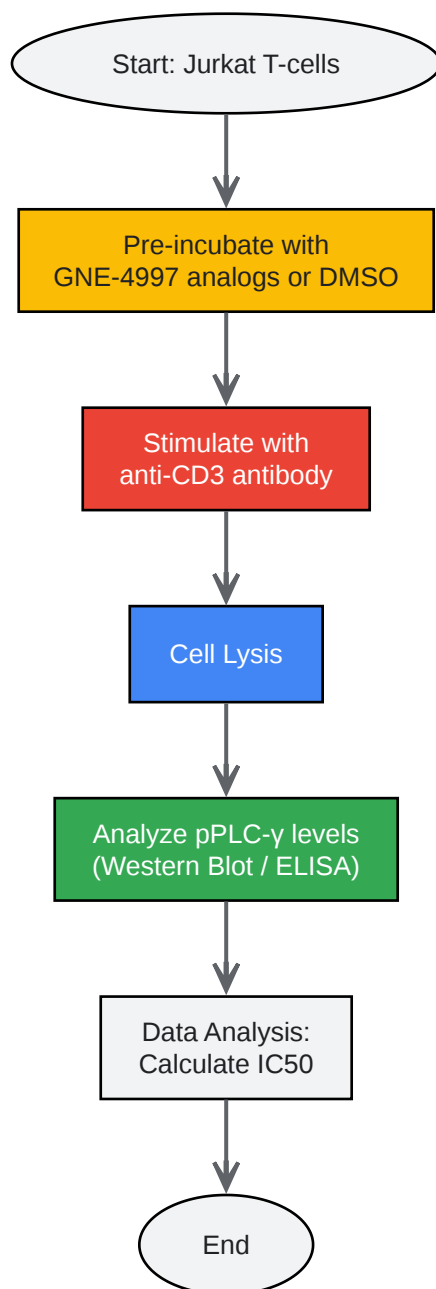 Start: Jurkat T-cells
Pre-incubate with
GNE-4997 analogs or DMSO
Stimulate with
anti-CD3 antibody
Cell Lysis
Analyze pPLC-γ levels
(Western Blot / ELISA)
Data Analysis:
Calculate IC50
End